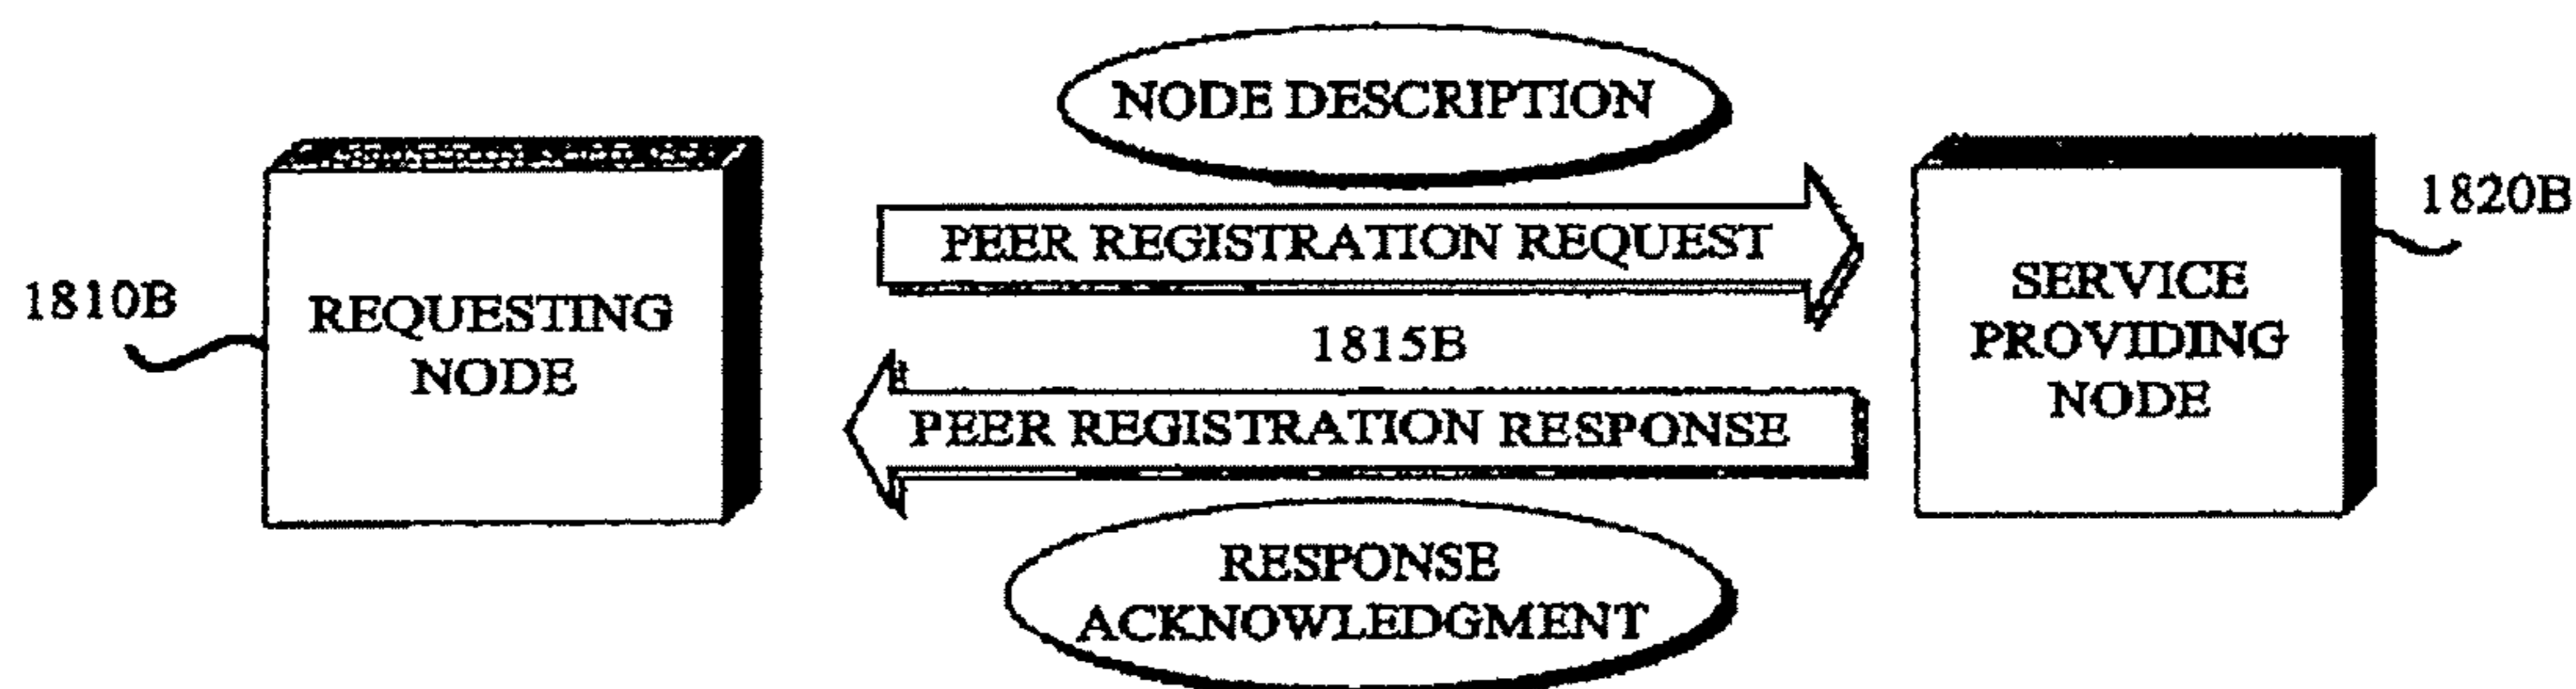 NODE DESCRIPTION
PEER REGISTRATION REQUEST
1820B
1810B
REQUESTING
NODE
SERVICE
PROVIDING
NODE
1815B
PEER REGISTRATION RESPONSE
RESPONSE
ACKNOWLEDGMENT